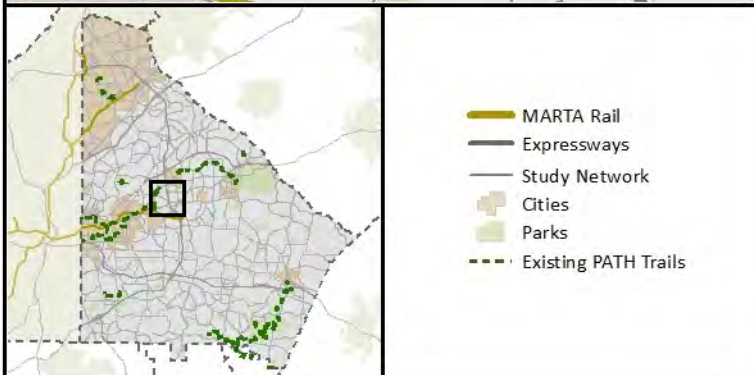 MARTA Rail
Expressways
Study Network
Cities
Parks
Existing PATH Trails